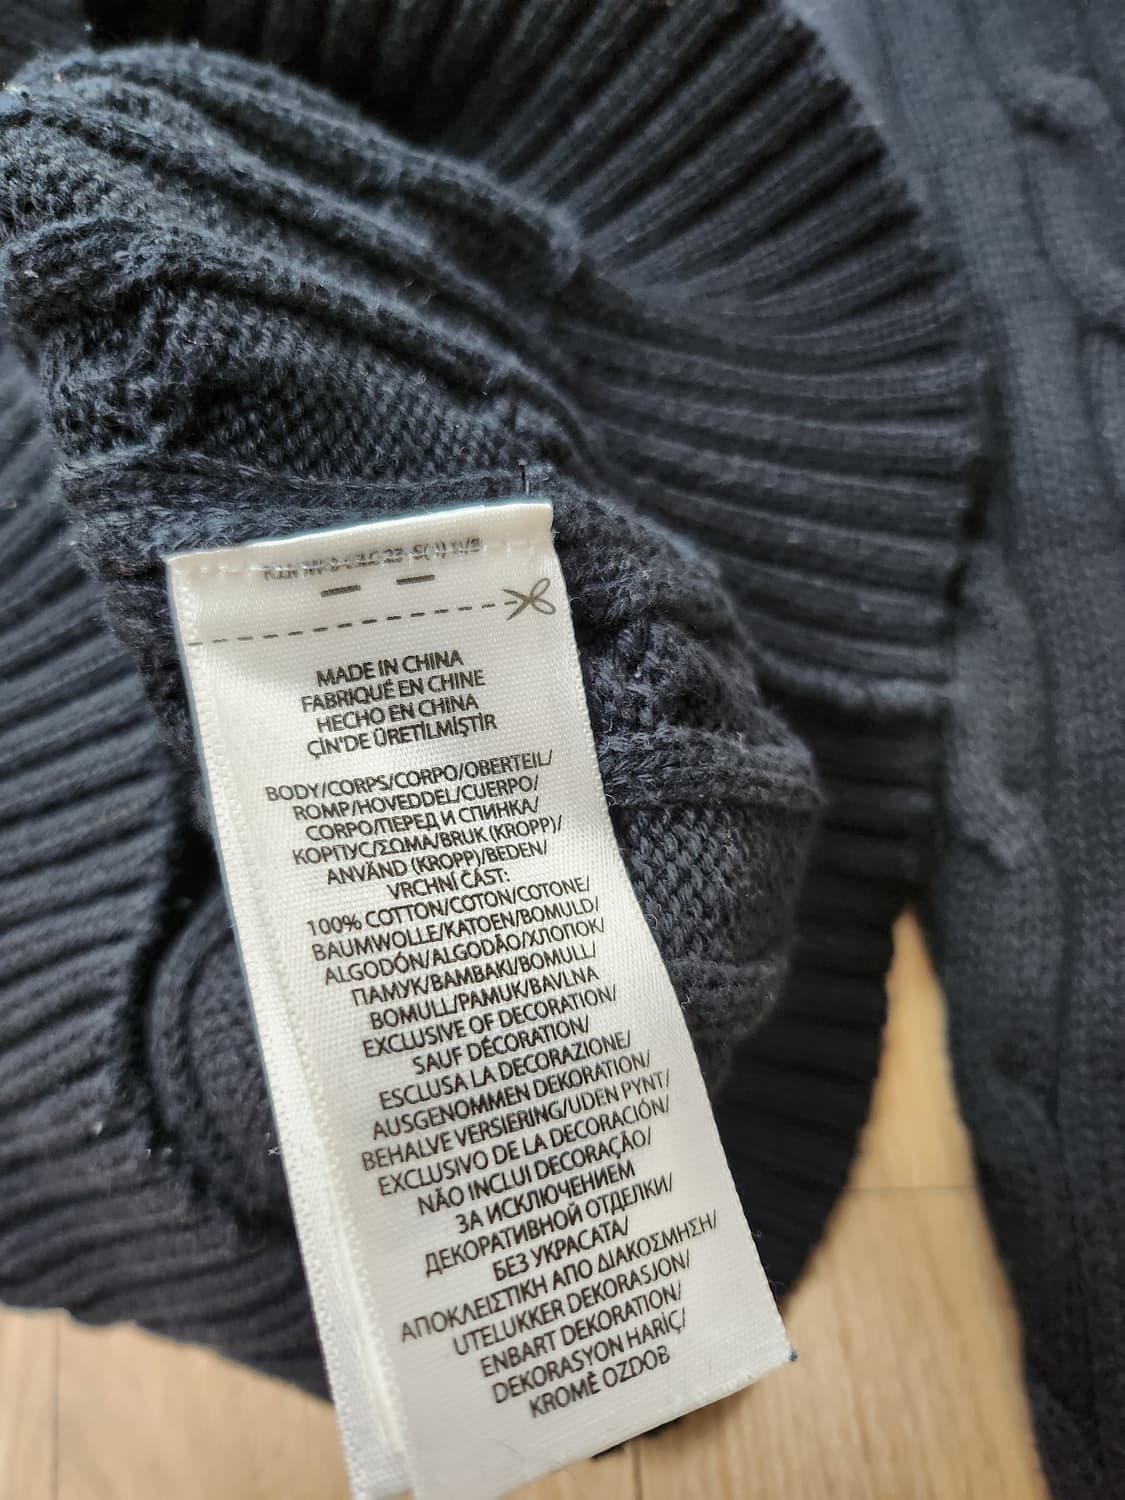 MADE IN CHINA
FABRIQUÉ EN CHINE
HECHO EN CHINA
ÇİN'DE ÜRETİLMİŞTİR
BODY/CORPS/CORPO/OBERTEIL/
ROMP/HOVEDDEL/CUERPO/
CORPO/ПЕРЕД И СПИНКА/
КОРПУС/ΣΩΜΑ/BRUK (KROPP)/
ANVÄND (KROPP)/BEDEN/
VRCHNÍ ČÁST:
100% COTTON/COTON/COTONE/
BAUMWOLLE/KATOEN/BOMULD/
ALGODÓN/ALGODÃO/ХЛОПОК/
ПАМУК/ΒΑΜΒΑΚΙ/BOMULL/
BOMULL/PAMUK/BAVLNA
EXCLUSIVE OF DECORATION/
SAUF DÉCORATION/
ESCLUSA LA DECORAZIONE/
AUSGENOMMEN DEKORATION/
BEHALVE VERSIERING/UDEN PYNT/
EXCLUSIVO DE LA DECORACIÓN/
NÃO INCLUI DECORAÇÃO/
ЗА ИСКЛЮЧЕНИЕМ
ДЕКОРАТИВНОЙ ОТДЕЛКИ/
БЕЗ УКРАСАТА/
ΑΠΟΚΛΕΙΣΤΙΚΗ ΑΠΟ ΔΙΑΚΟΣΜΗΣΗ/
UTELUKKER DEKORASJON/
ENBART DEKORATION/
DEKORASYON HARİÇ/
KROMĚ OZDOB